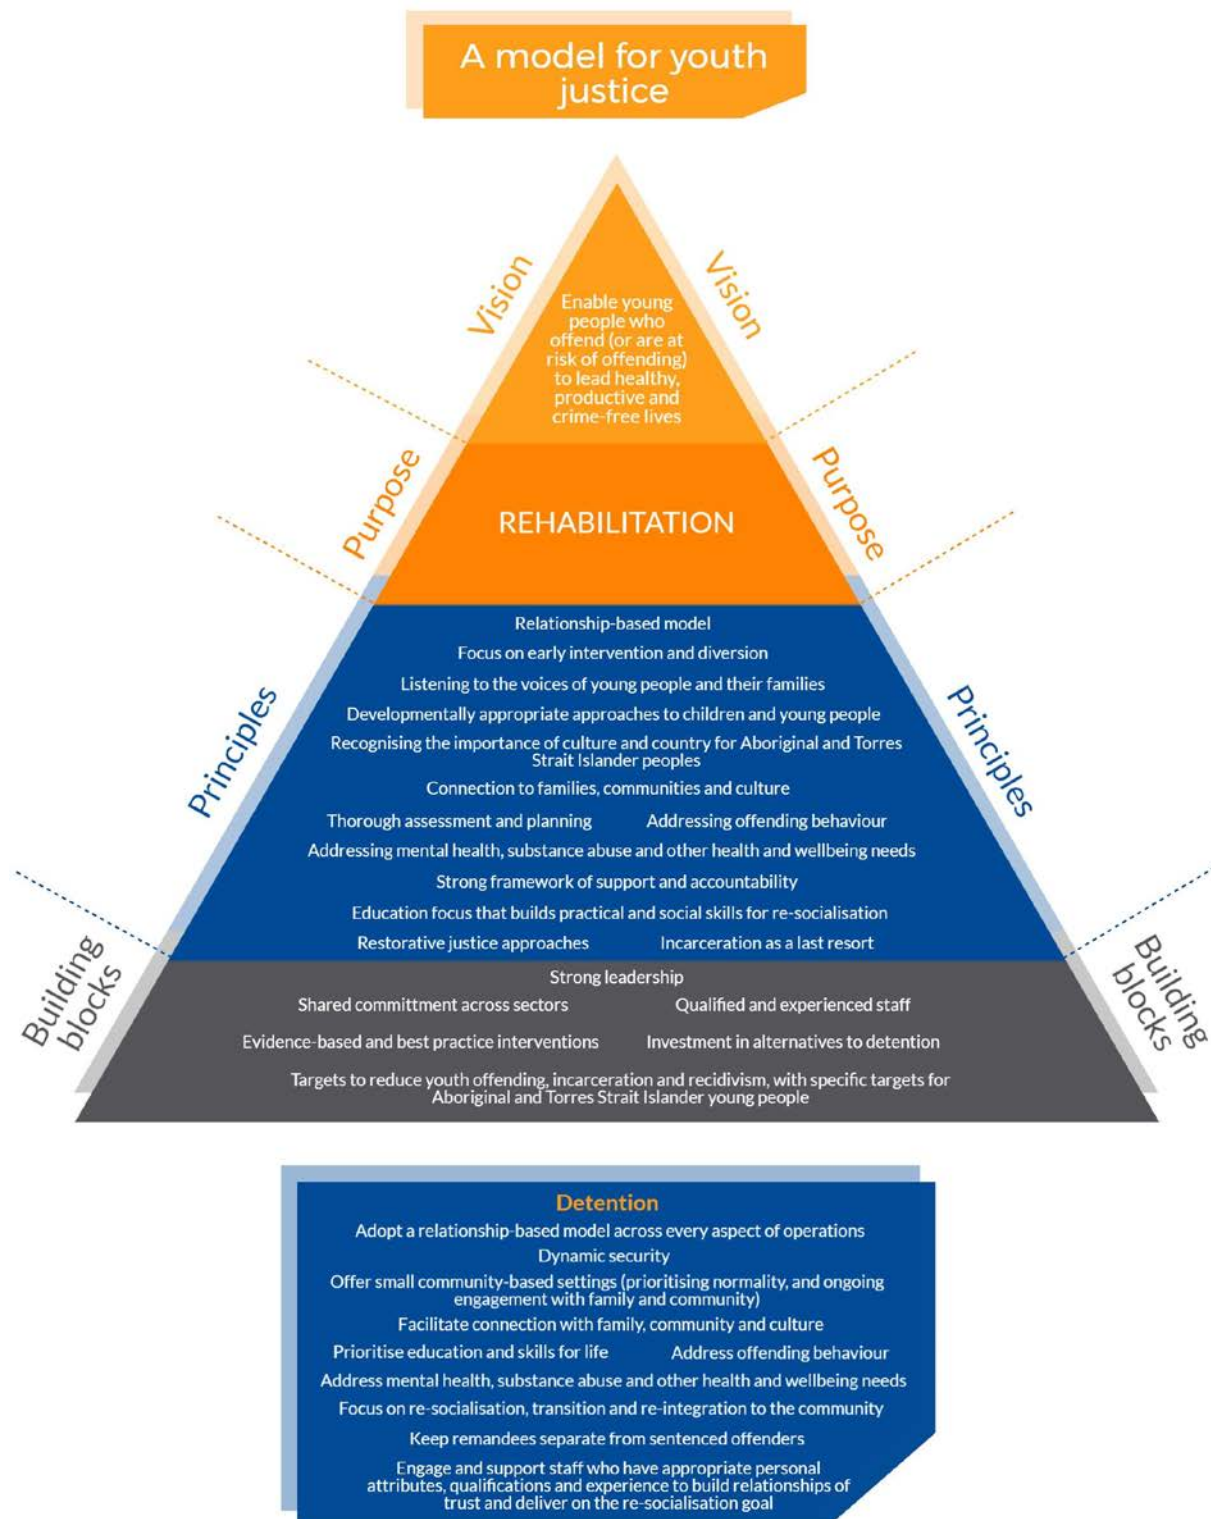 A model for youth
justice
Vision
Vision
Enable young
people who
offend (or are at
risk of offending)
to lead healthy,
productive and
crime-free lives
Purpose
Purpose
REHABILITATION
Principles
Principles
Relationship-based model
Focus on early intervention and diversion
Listening to the voices of young people and their families
Developmentally appropriate approaches to children and young people
Recognising the importance of culture and country for Aboriginal and Torres
Strait Islander peoples
Connection to families, communities and culture
Thorough assessment and planning Addressing offending behaviour
Addressing mental health, substance abuse and other health and wellbeing needs
Strong framework of support and accountability
Education focus that builds practical and social skills for re-socialisation
Restorative justice approaches Incarceration as a last resort
Building
blocks
Building
blocks
Strong leadership
Shared committment across sectors Qualified and experienced staff
Evidence-based and best practice interventions Investment in alternatives to detention
Targets to reduce youth offending, incarceration and recidivism, with specific targets for
Aboriginal and Torres Strait Islander young people
Detention
Adopt a relationship-based model across every aspect of operations
Dynamic security
Offer small community-based settings (prioritising normality, and ongoing
engagement with family and community)
Facilitate connection with family, community and culture
Prioritise education and skills for life Address offending behaviour
Address mental health, substance abuse and other health and wellbeing needs
Focus on re-socialisation, transition and re-integration to the community
Keep remandees separate from sentenced offenders
Engage and support staff who have appropriate personal
attributes, qualifications and experience to build relationships of
trust and deliver on the re-socialisation goal